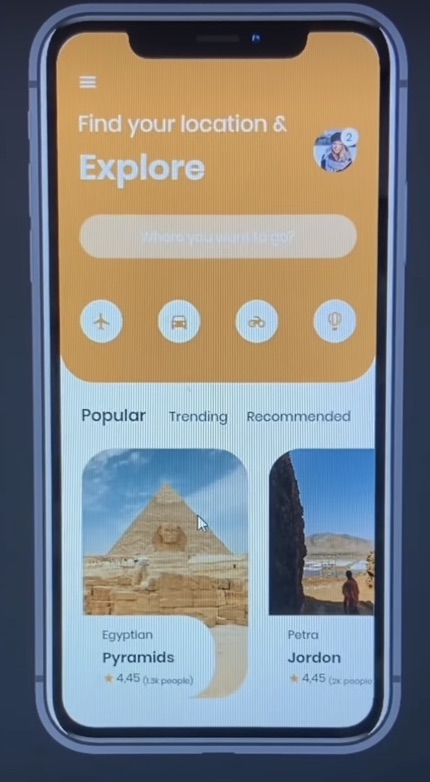 Find your location &
2
Explore
Where you want to go?
Popular Trending Recommended
Egyptian
Pyramids
4,45 (1.3k people)
Petra
Jordon
4,45 (2k people